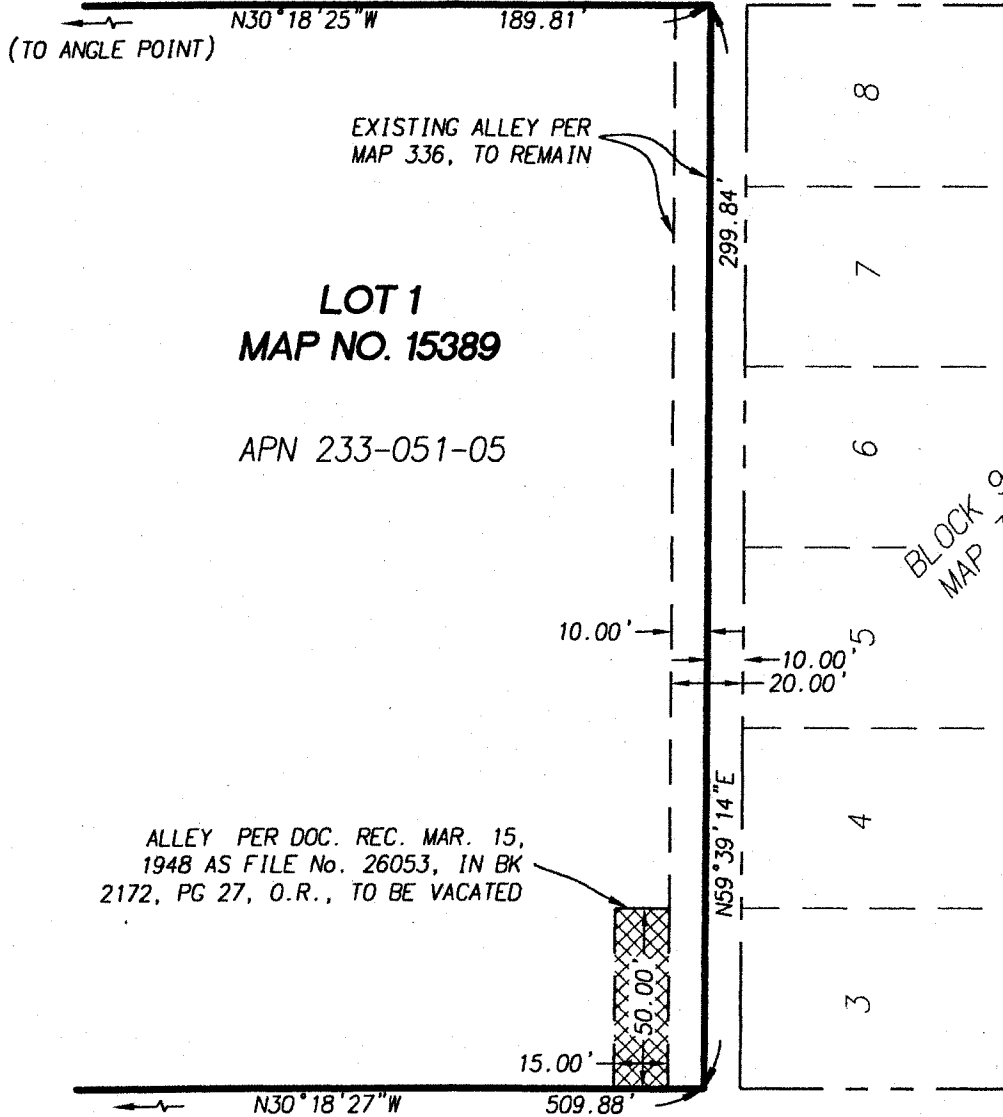 N30°18'25"W 189.81'
(TO ANGLE POINT)
8
EXISTING ALLEY PER
MAP 336, TO REMAIN
299.84'
7
LOT 1
MAP NO. 15389
APN 233-051-05
6
BLOCK
MAP
10.00'
5
10.00'
20.00'
N59°39'14"E
4
ALLEY PER DOC. REC. MAR. 15,
1948 AS FILE No. 26053, IN BK
2172, PG 27, O.R., TO BE VACATED
50.00'
3
15.00'
N30°18'27"W 509.88'